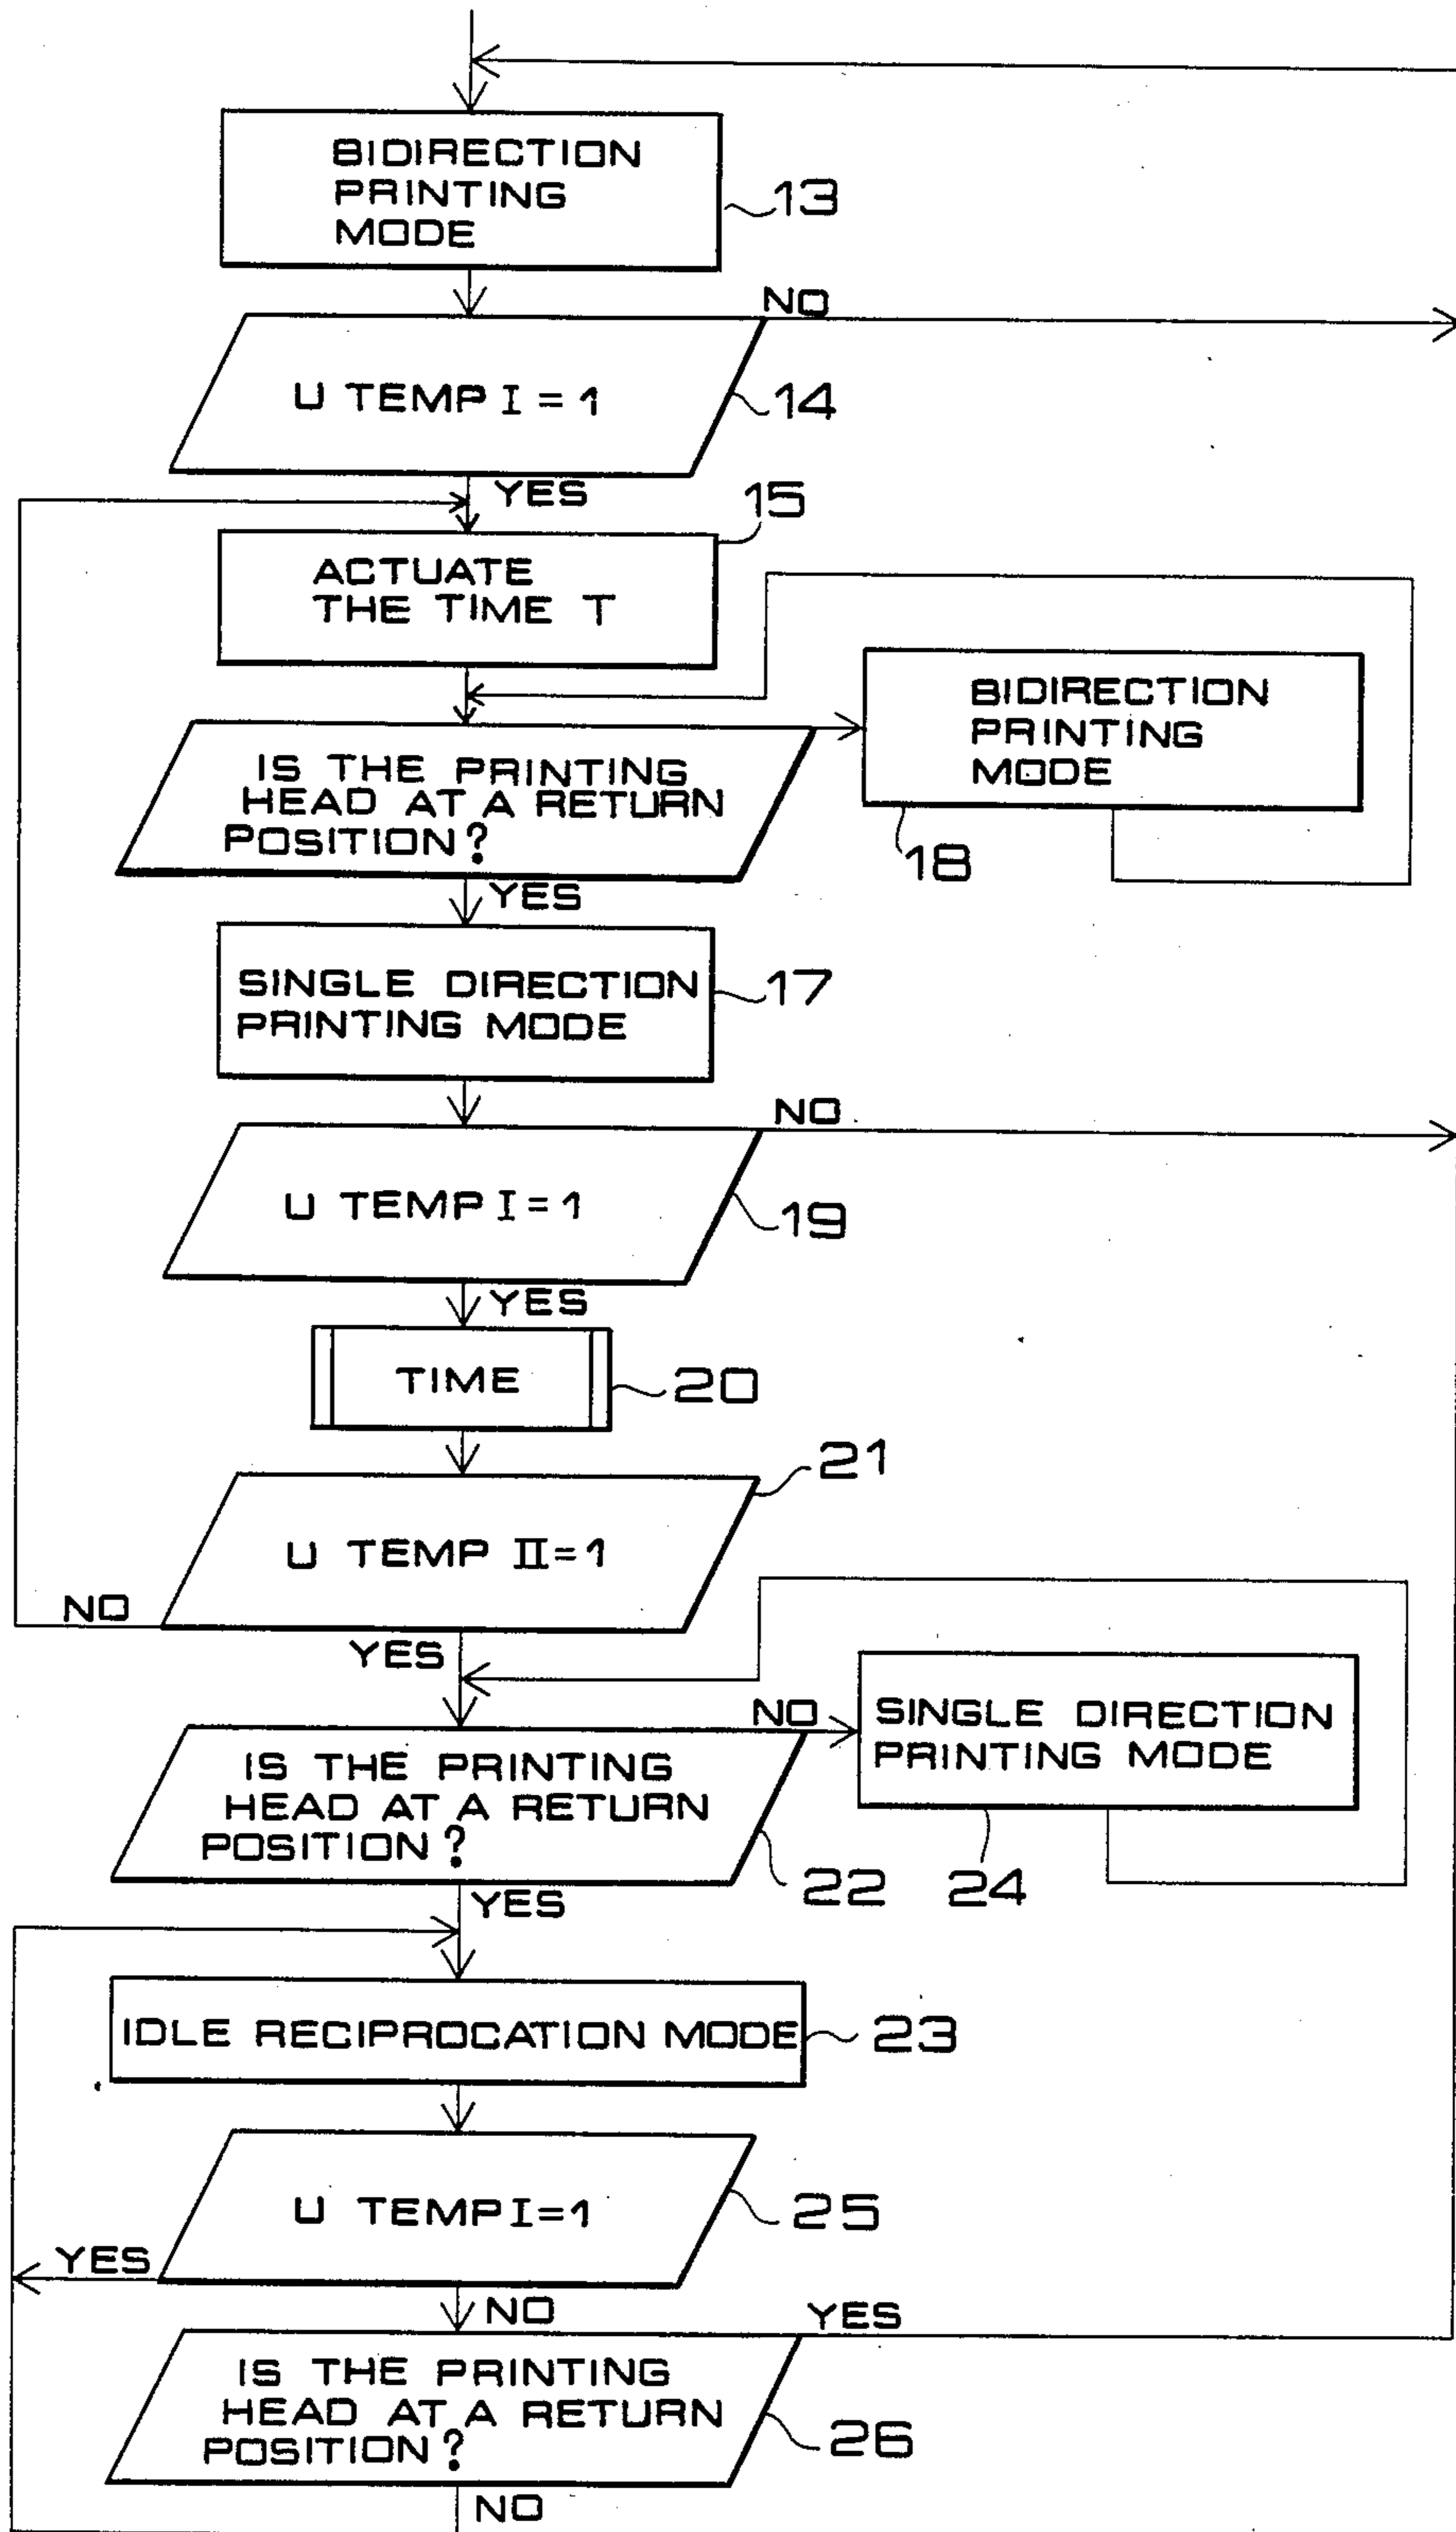 BIDIRECTION
PRINTING
MODE
13
NO
U TEMP I = 1
14
YES
15
ACTUATE
THE TIME T
BIDIRECTION
PRINTING
MODE
18
IS THE PRINTING
HEAD AT A RETURN
POSITION?
YES
SINGLE DIRECTION
PRINTING MODE
17
NO
U TEMP I = 1
19
YES
TIME
20
21
U TEMP II = 1
NO
YES
NO
SINGLE DIRECTION
PRINTING MODE
24
IS THE PRINTING
HEAD AT A RETURN
POSITION?
22
YES
IDLE RECIPROCATION MODE
23
U TEMP I = 1
25
YES
NO
YES
IS THE PRINTING
HEAD AT A RETURN
POSITION?
26
NO